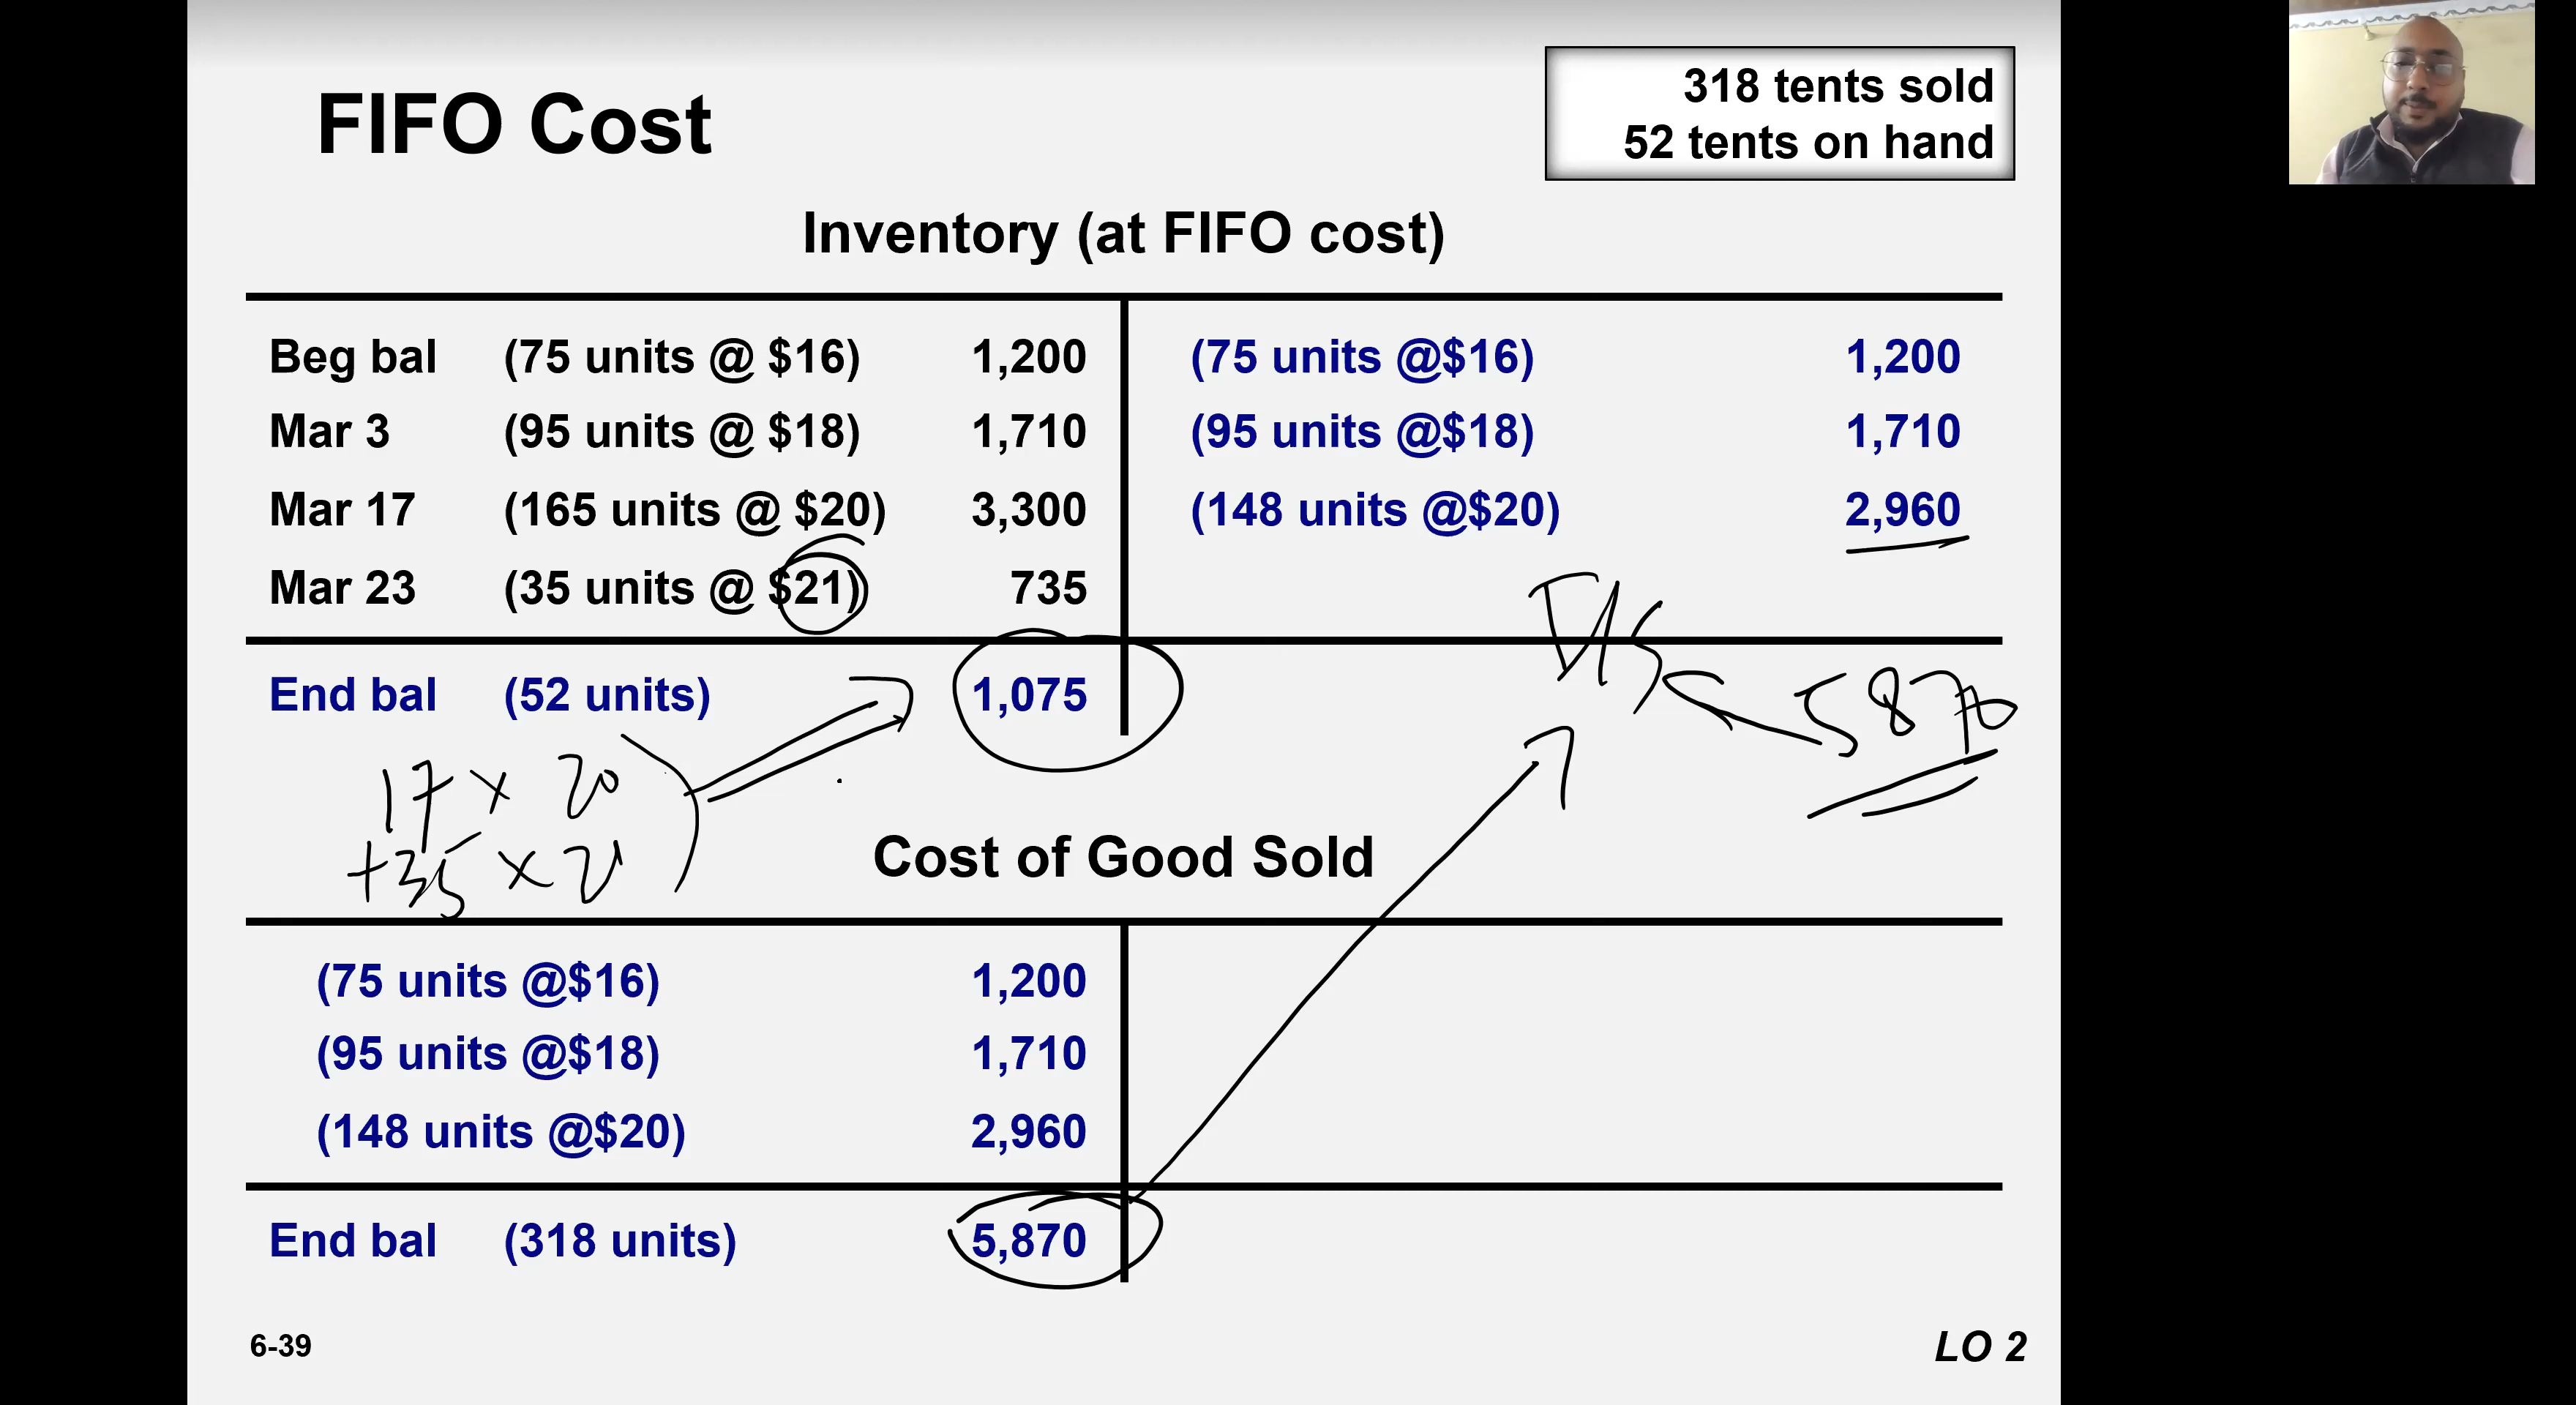 FIFO Cost
318 tents sold
52 tents on hand
Inventory (at FIFO cost)
Beg bal (75 units @ $16) 1,200 (75 units @$16) 1,200
Mar 3 (95 units @ $18) 1,710 (95 units @$18) 1,710
Mar 17 (165 units @ $20) 3,300 (148 units @$20) 2,960
Mar 23 (35 units @ $21) 735
End bal (52 units) 1,075
5870
17 x 20
+35 x 21
Cost of Good Sold
(75 units @$16) 1,200
(95 units @$18) 1,710
(148 units @$20) 2,960
End bal (318 units) 5,870
6-39
LO 2